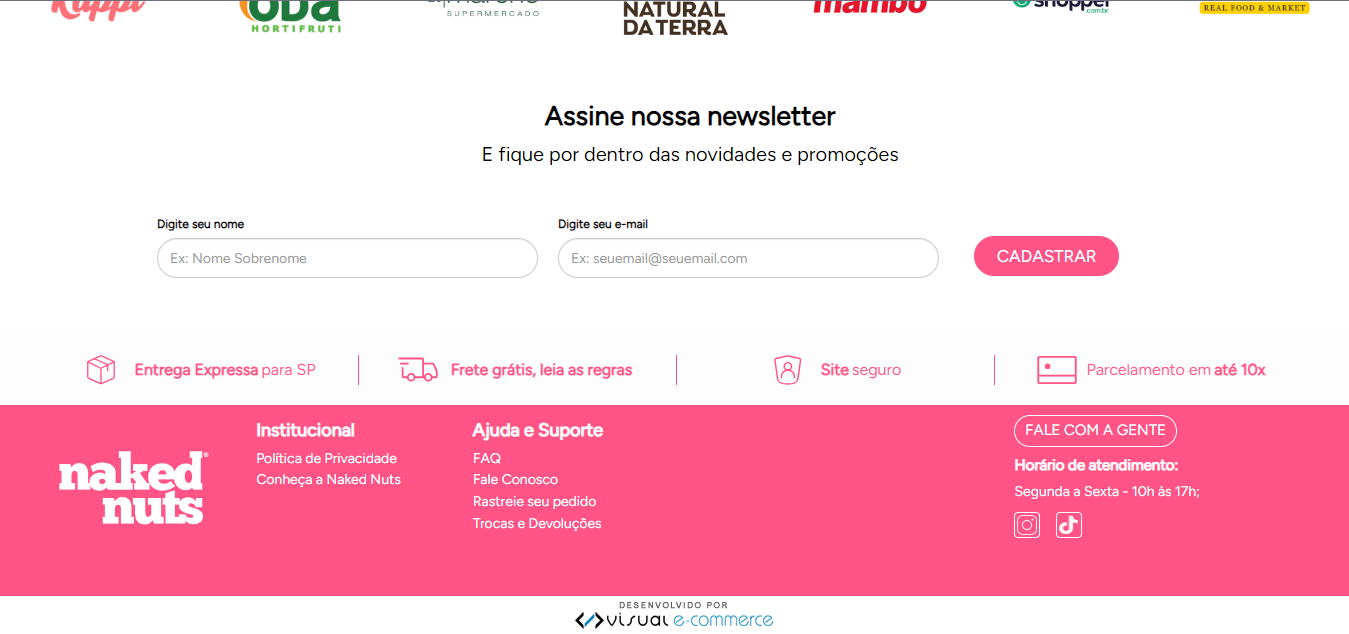 Rappi
OBA
HORTIFRUTI
SUPERMERCADO
NATURAL
DA TERRA
mambo
shopper
.com.br
REAL FOOD & MARKET
Assine nossa newsletter
E fique por dentro das novidades e promoções
Digite seu nome
Digite seu e-mail
Ex: Nome Sobrenome
Ex: seuemail@seuemail.com
CADASTRAR
Entrega Expressa para SP
Frete grátis, leia as regras
Site seguro
Parcelamento em até 10x
naked®
nuts
Institucional
Política de Privacidade
Conheça a Naked Nuts
Ajuda e Suporte
FAQ
Fale Conosco
Rastreie seu pedido
Trocas e Devoluções
FALE COM A GENTE
Horário de atendimento:
Segunda a Sexta - 10h às 17h;
DESENVOLVIDO POR
visual e-commerce